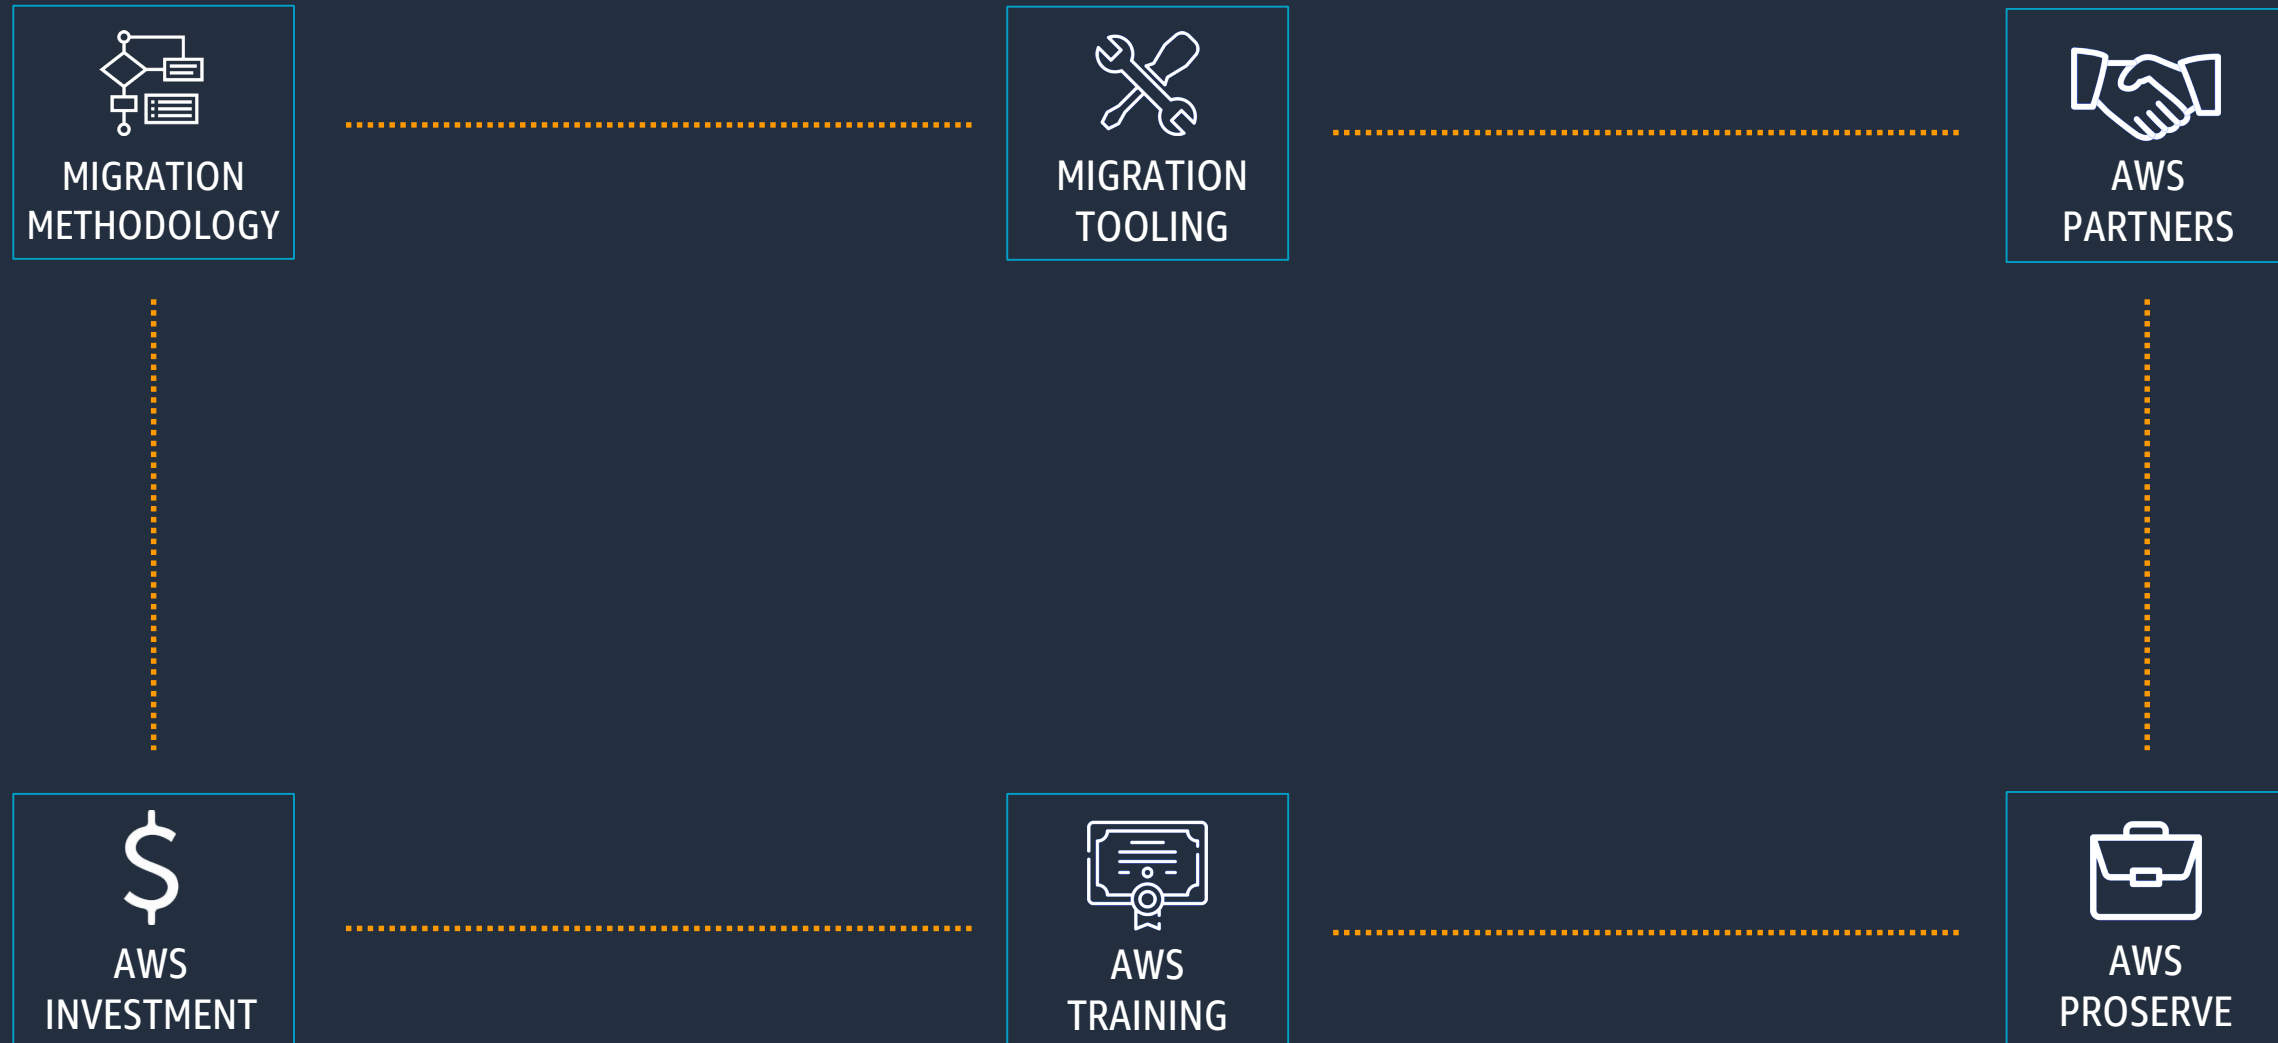 MIGRATION
METHODOLOGY
MIGRATION
TOOLING
AWS
PARTNERS
AWS
INVESTMENT
AWS
TRAINING
AWS
PROSERVE